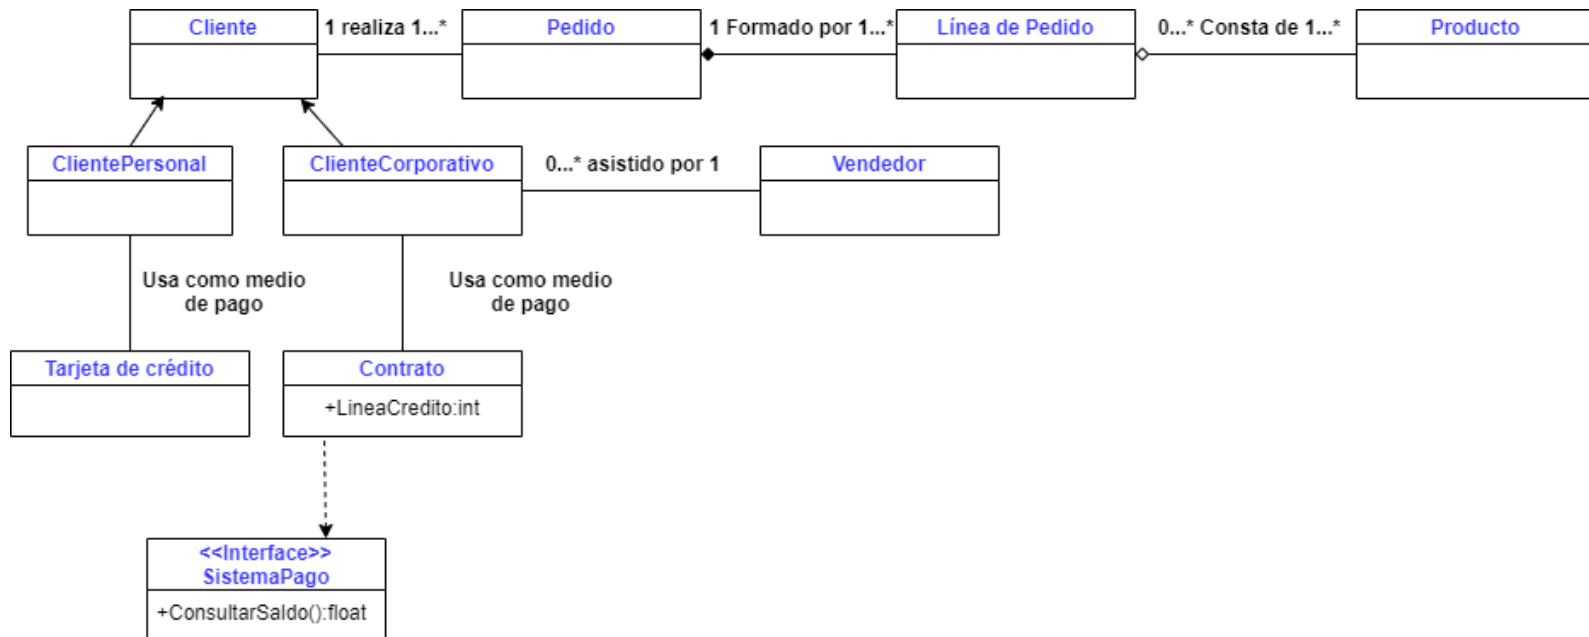 Cliente
1 realiza 1...*
Pedido
1 Formado por 1...*
Línea de Pedido
0...* Consta de 1...*
Producto
ClientePersonal
ClienteCorporativo
0...* asistido por 1
Vendedor
Usa como medio
de pago
Usa como medio
de pago
Tarjeta de crédito
Contrato
+LineaCredito:int
<<Interface>>
SistemaPago
+ConsultarSaldo():float